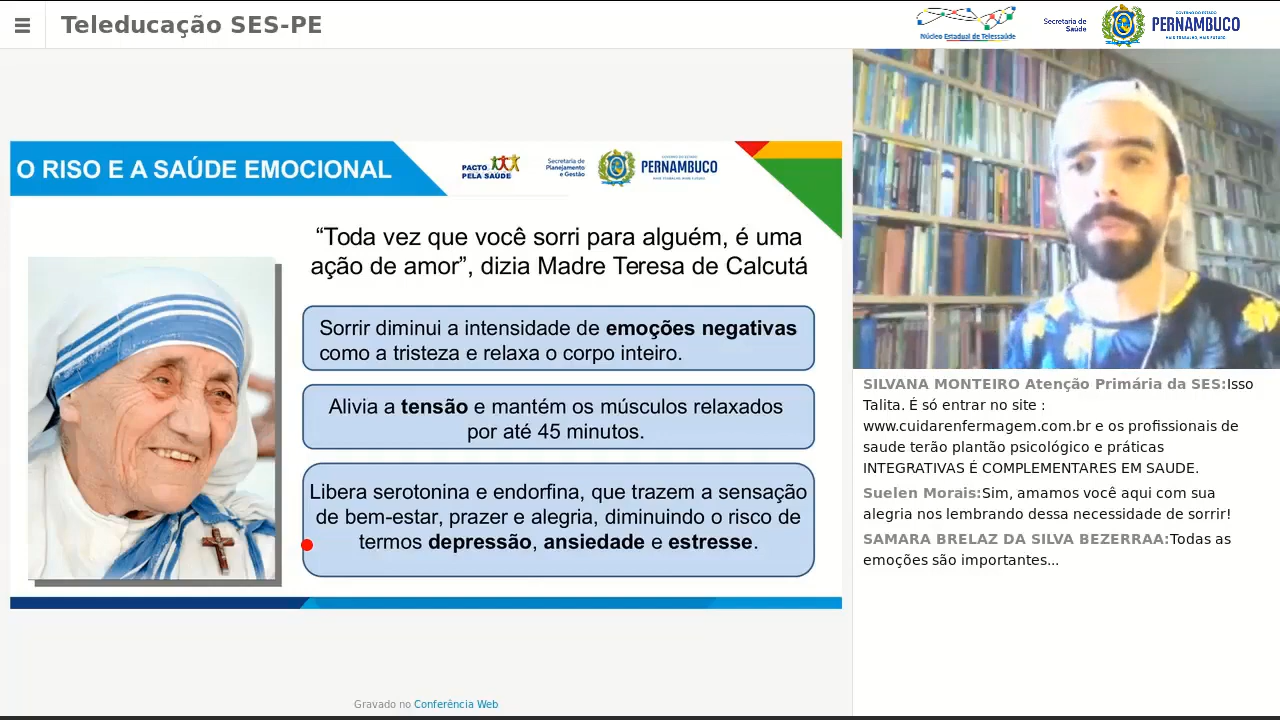 Teleducação SES-PE
Núcleo Estadual de Telessaúde
Secretaria de
Saúde
GOVERNO DO ESTADO
PERNAMBUCO
MAIS TRABALHO, MAIS FUTURO
O RISO E A SAÚDE EMOCIONAL
PACTO
PELA SAÚDE
Secretaria de
Planejamento
e Gestão
PERNAMBUCO
“Toda vez que você sorri para alguém, é uma
ação de amor”, dizia Madre Teresa de Calcutá
Sorrir diminui a intensidade de emoções negativas
como a tristeza e relaxa o corpo inteiro.
Alivia a tensão e mantém os músculos relaxados
por até 45 minutos.
Libera serotonina e endorfina, que trazem a sensação
de bem-estar, prazer e alegria, diminuindo o risco de
termos depressão, ansiedade e estresse.
SILVANA MONTEIRO Atenção Primária da SES:Isso
Talita. É só entrar no site :
www.cuidarenfermagem.com.br e os profissionais de
saude terão plantão psicológico e práticas
INTEGRATIVAS É COMPLEMENTARES EM SAUDE.
Suelen Morais:Sim, amamos você aqui com sua
alegria nos lembrando dessa necessidade de sorrir!
SAMARA BRELAZ DA SILVA BEZERRAA:Todas as
emoções são importantes...
Gravado no Conferência Web